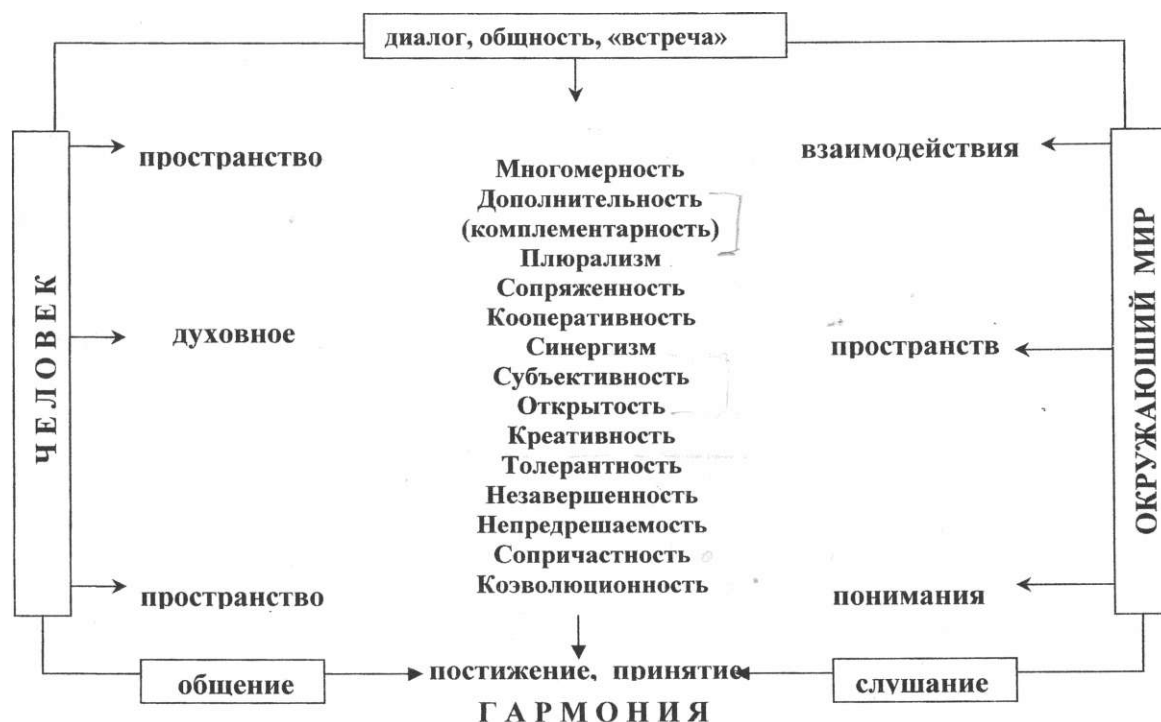 диалог, общность, «встреча»
пространство
взаимодействия
Многомерность
Дополнительность
(комплементарность)
Плюрализм
Сопряженность
Кооперативность
Синергизм
Субъективность
Открытость
Креативность
Толерантность
Незавершенность
Непредрешаемость
Сопричастность
Коэволюционность
ЧЕЛОВЕК
духовное
пространств
ОКРУЖАЮШИЙ МИР
пространство
понимания
общение
постижение, принятие
слушание
ГАРМОНИЯ